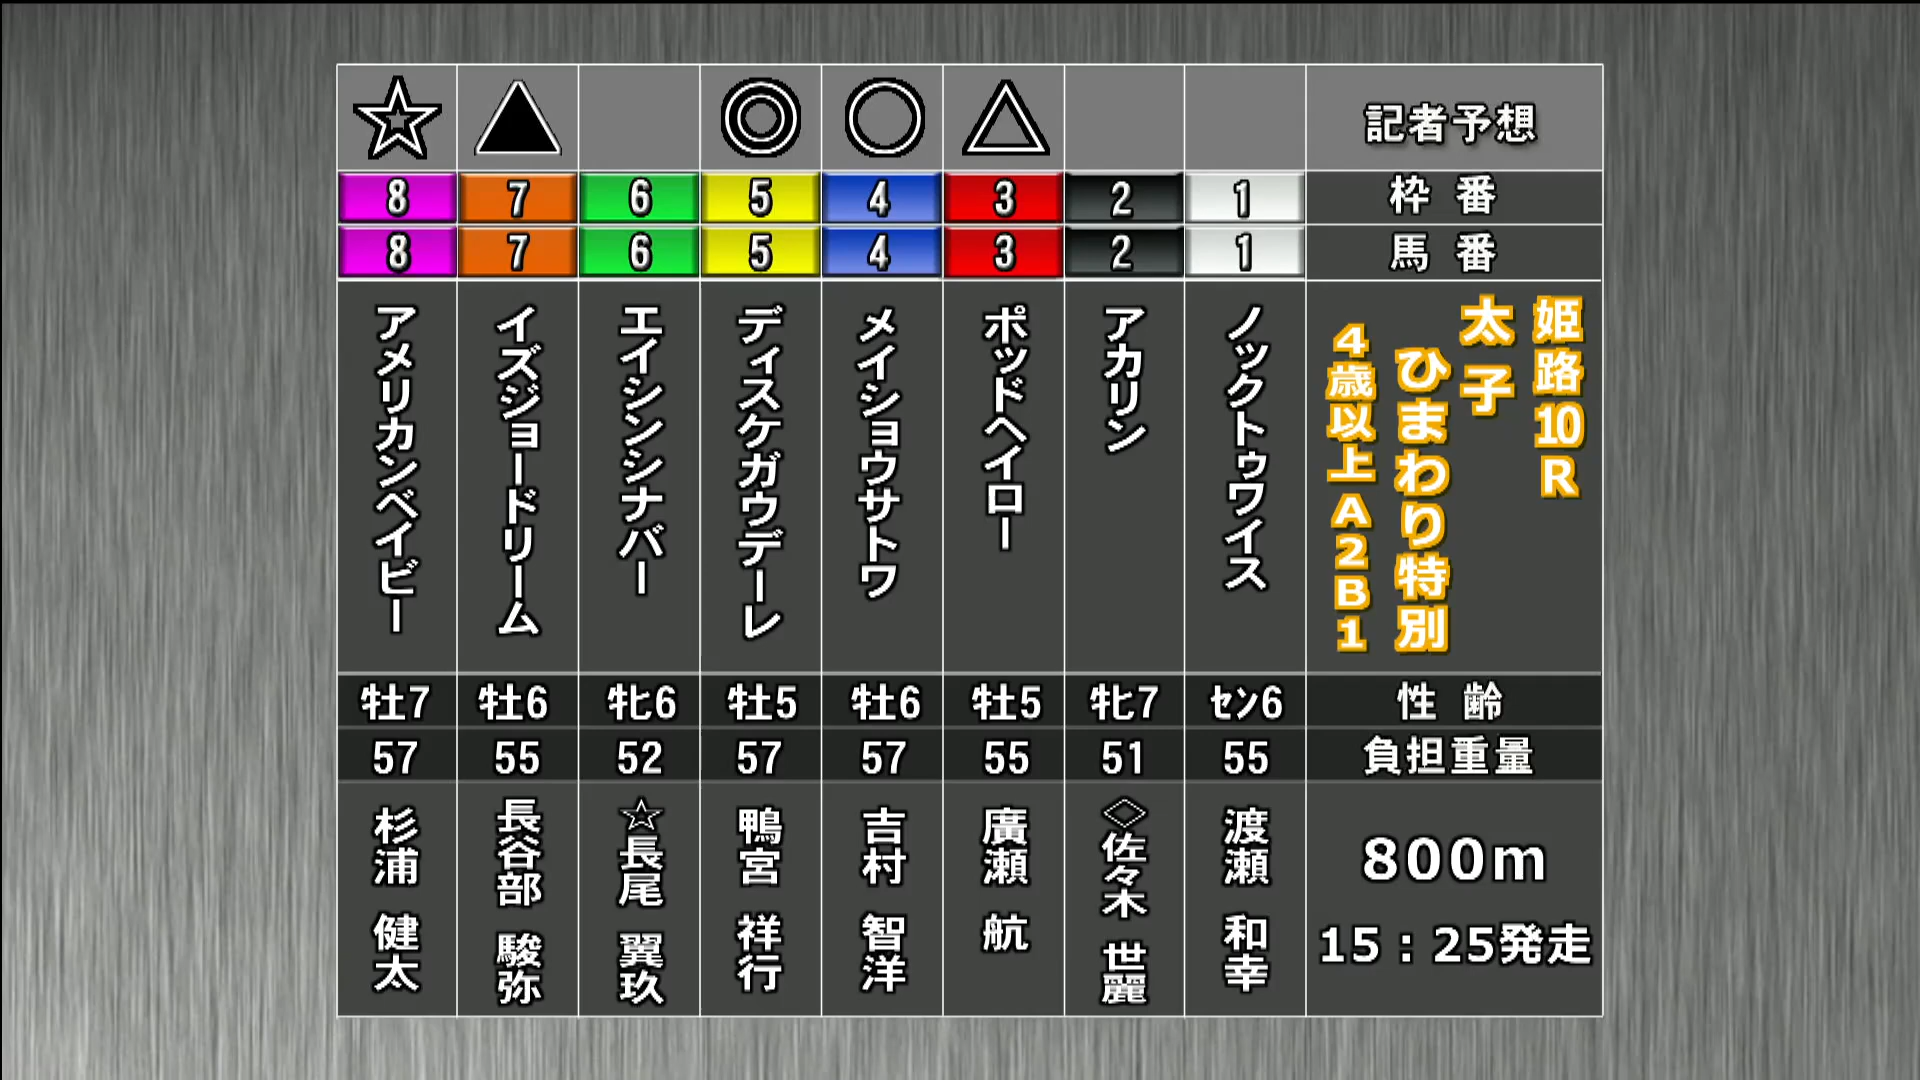 記者予想
☆ ▲ ◎ ○ △
枠番
8 7 6 5 4 3 2 1
馬番
8 7 6 5 4 3 2 1
姫路10R
太子
ひまわり特別
4歳以上A2B1
ノックトゥワイス
アカリン
ポッドヘイロー
メイショウサトワ
ディスケガウデーレ
エイシンシナバー
イズジョードリーム
アメリカンベイビー
性齢
牡7 牡6 牝6 牡5 牡6 牡5 牝7 セン6
負担重量
57 55 52 57 57 55 51 55
800m
15:25発走
渡瀬 和幸
◇佐々木 世麗
廣瀬 航
吉村 智洋
鴨宮 祥行
☆長尾 翼玖
長谷部 駿弥
杉浦 健太